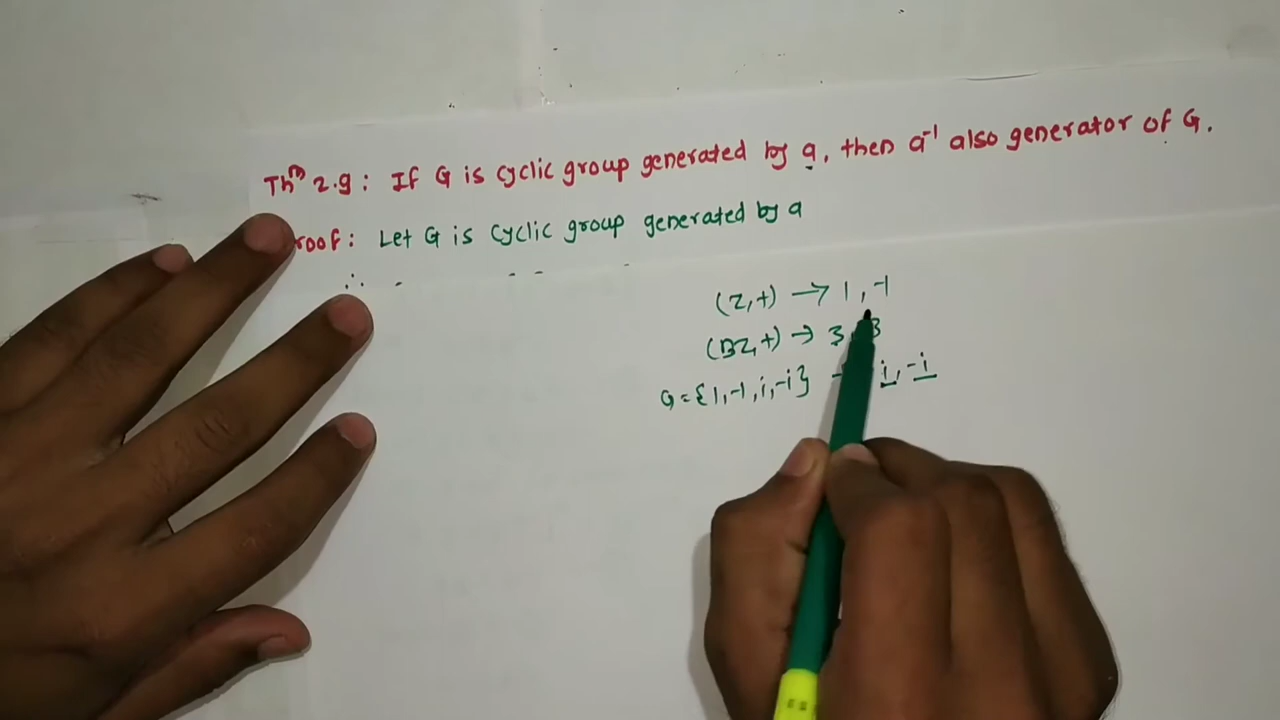 Thm 2.9: If G is cyclic group generated by a, then a⁻¹ also generator of G.
roof: Let G is cyclic group generated by a
∴
(Z,+) → 1,-1
(3Z,+) → 3, 3
G={1,-1,i,-i} i,-i